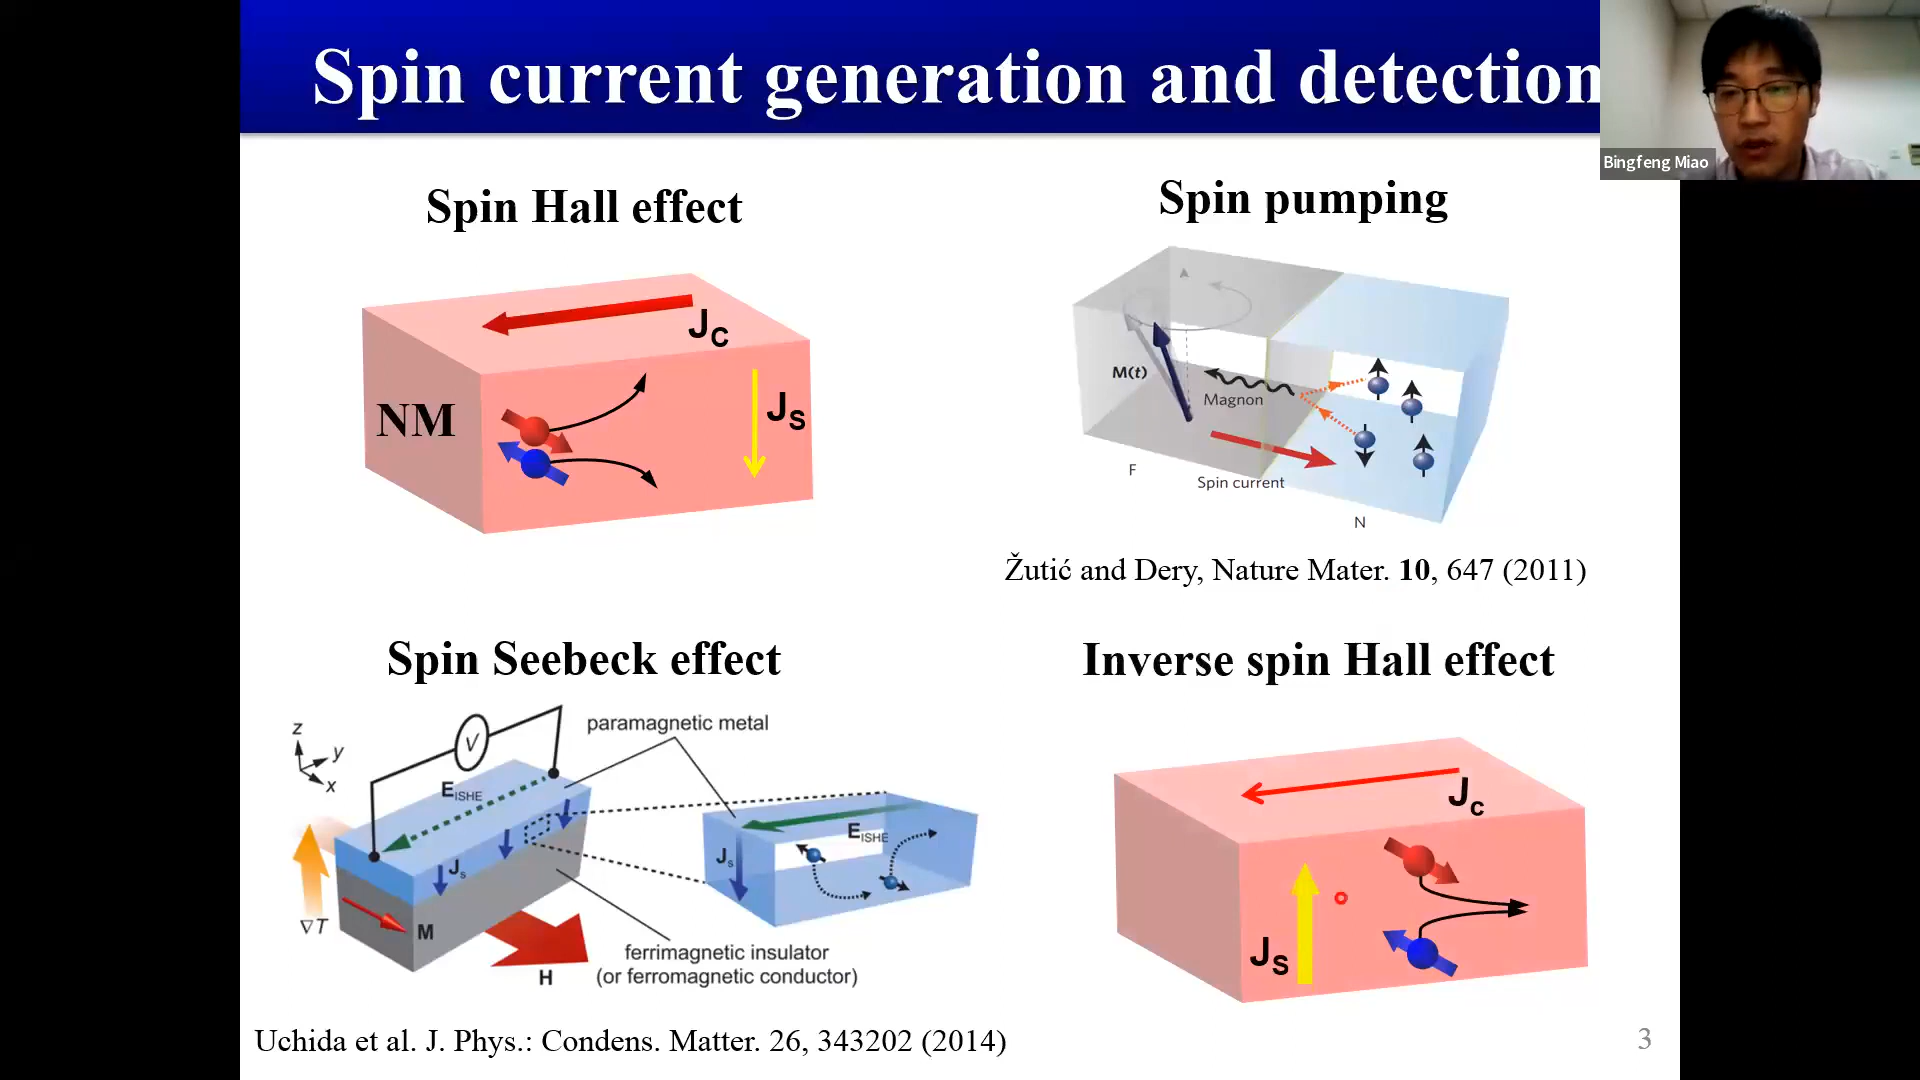 Spin current generation and detection
Bingfeng Miao
Spin Hall effect
JC
NM
JS
Spin pumping
M(t)
Magnon
F
Spin current
N
Žutić and Dery, Nature Mater. 10, 647 (2011)
Spin Seebeck effect
z
y
x
V
paramagnetic metal
EISHE
Js
∇T
M
H
EISHE
Js
ferrimagnetic insulator
(or ferromagnetic conductor)
Uchida et al. J. Phys.: Condens. Matter. 26, 343202 (2014)
Inverse spin Hall effect
Jc
JS
3